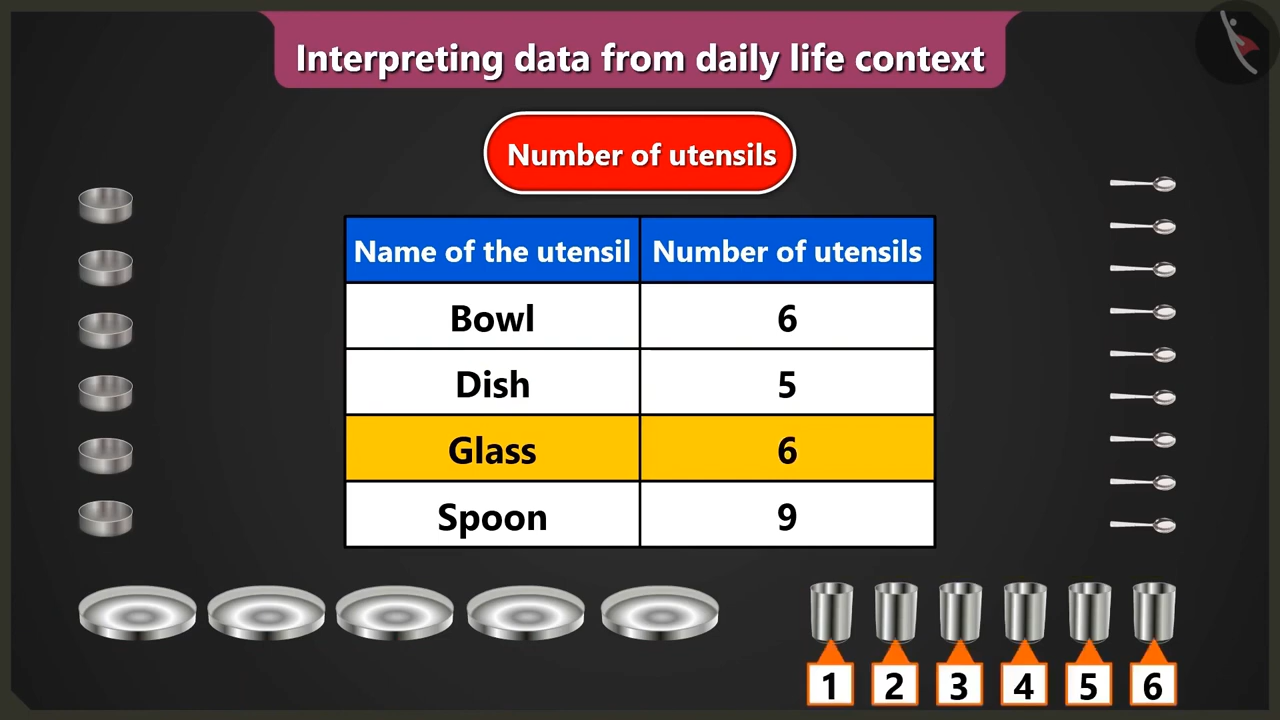 Interpreting data from daily life context
Number of utensils
Name of the utensil Number of utensils
Bowl 6
Dish 5
Glass 6
Spoon 9
1 2 3 4 5 6